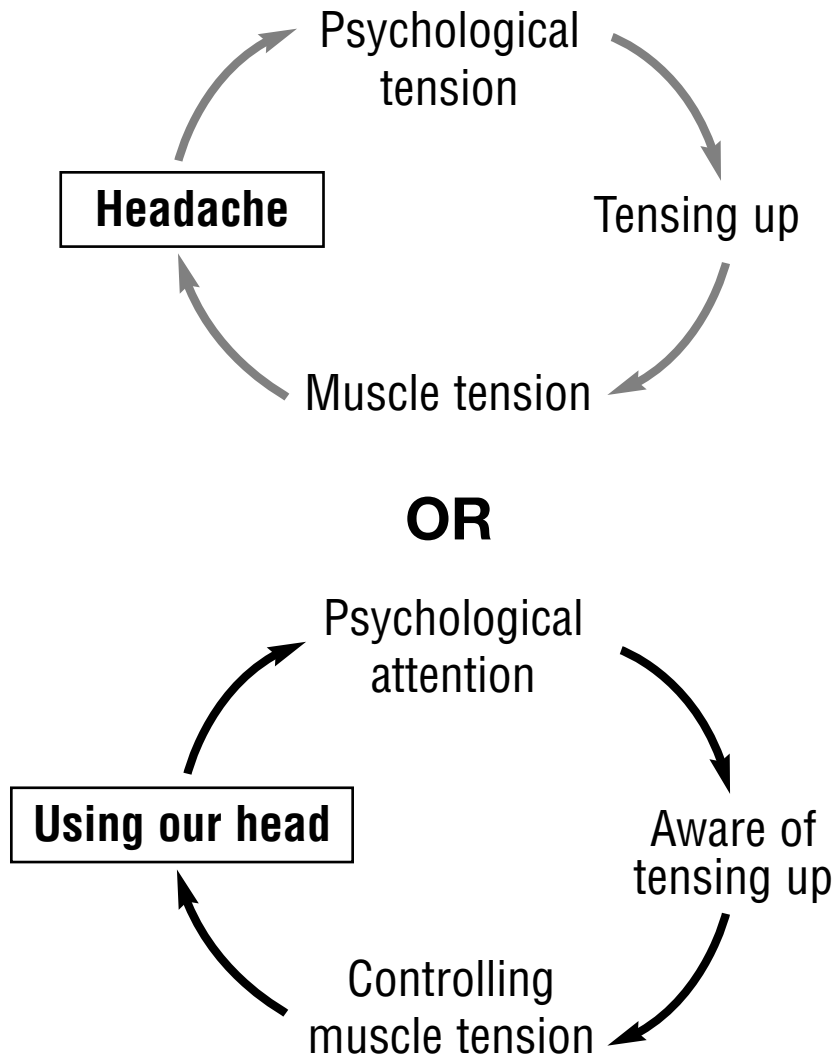 Psychological
tension
Headache
Tensing up
Muscle tension
OR
Psychological
attention
Using our head
Aware of
tensing up
Controlling
muscle tension